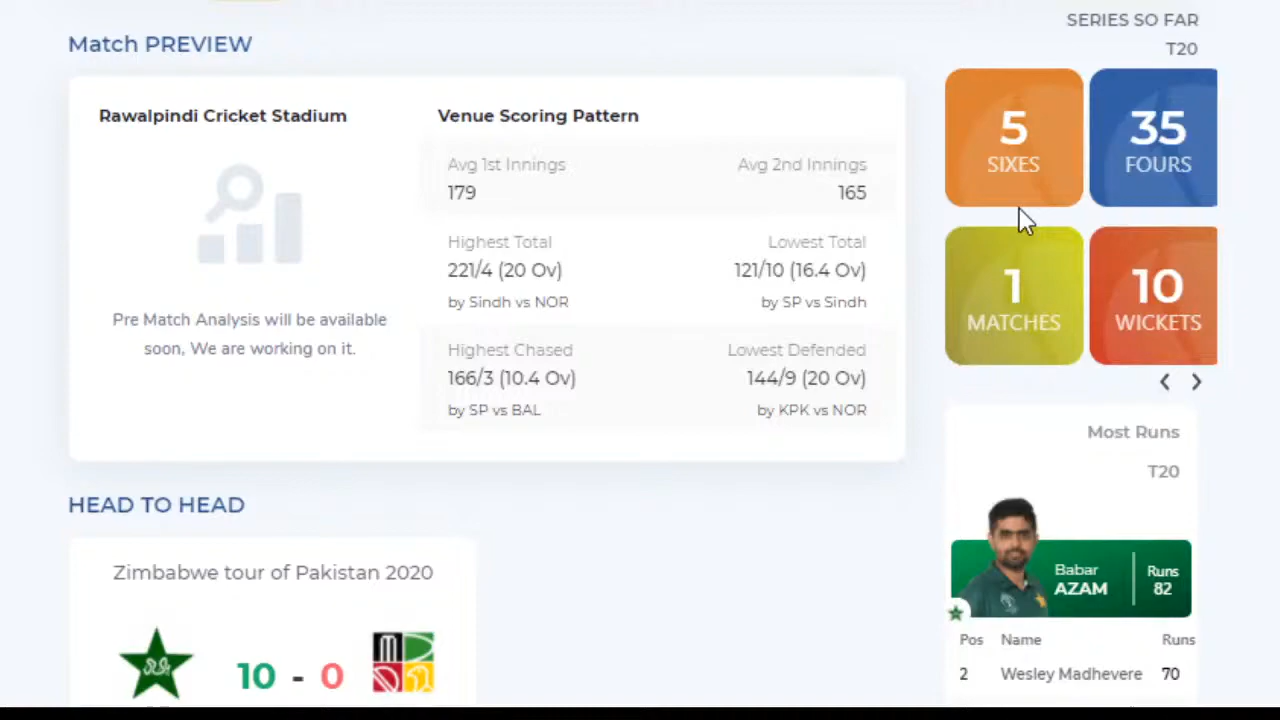 SERIES SO FAR
Match PREVIEW
T20
Rawalpindi Cricket Stadium
Pre Match Analysis will be available
soon, We are working on it.
Venue Scoring Pattern
Avg 1st Innings
179
Avg 2nd Innings
165
Highest Total
221/4 (20 Ov)
by Sindh vs NOR
Lowest Total
121/10 (16.4 Ov)
by SP vs Sindh
Highest Chased
166/3 (10.4 Ov)
by SP vs BAL
Lowest Defended
144/9 (20 Ov)
by KPK vs NOR
5
SIXES
35
FOURS
1
MATCHES
10
WICKETS
Most Runs
T20
Babar
AZAM
Runs
82
Pos Name Runs
2 Wesley Madhevere 70
HEAD TO HEAD
Zimbabwe tour of Pakistan 2020
10 - 0